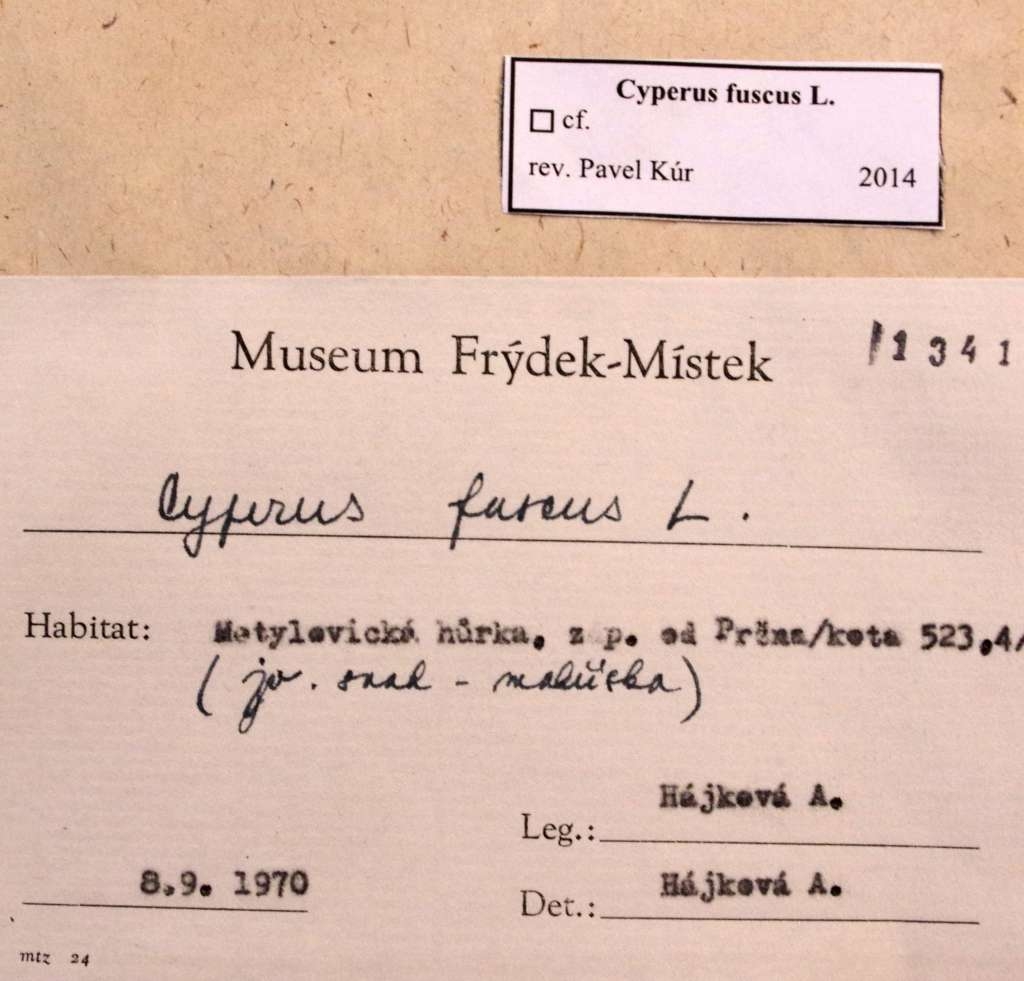 Cyperus fuscus L.
☐ cf.
rev. Pavel Kúr 2014
Museum Frýdek-Místek 1341
Cyperus fuscus L.
Habitat: Metylovická hůrka, z p. od Pržna/kota 523,4/
(jv. svah -
Hájková A.
Leg.:
8.9. 1970 Hájková A.
Det.:
mtz 24